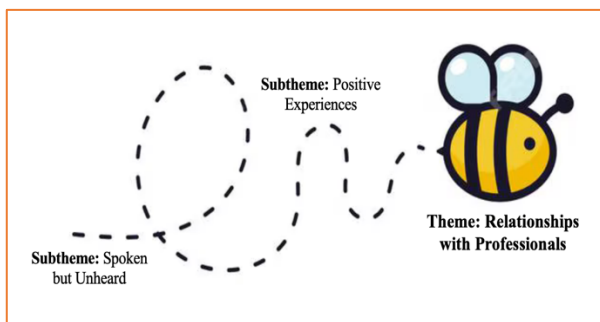 Subtheme: Positive
Experiences
Theme: Relationships
with Professionals
Subtheme: Spoken
but Unheard